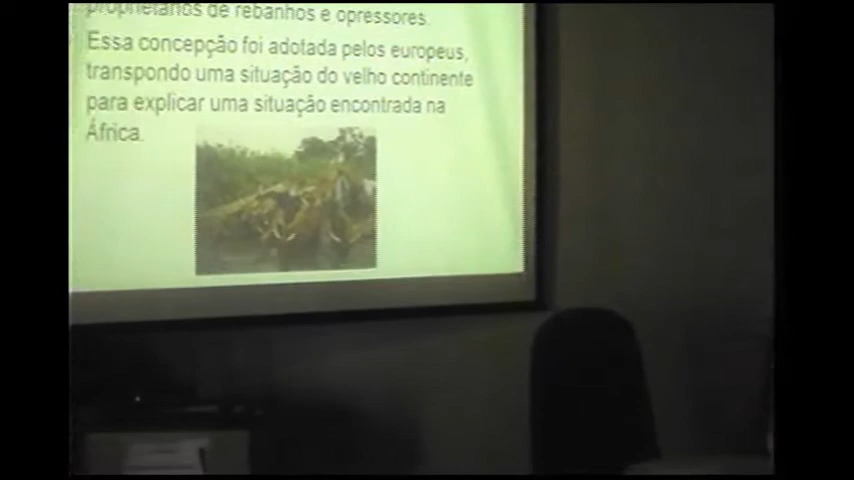 proprietários de rebanhos e opressores.
Essa concepção foi adotada pelos europeus,
transpondo uma situação do velho continente
para explicar uma situação encontrada na
África.